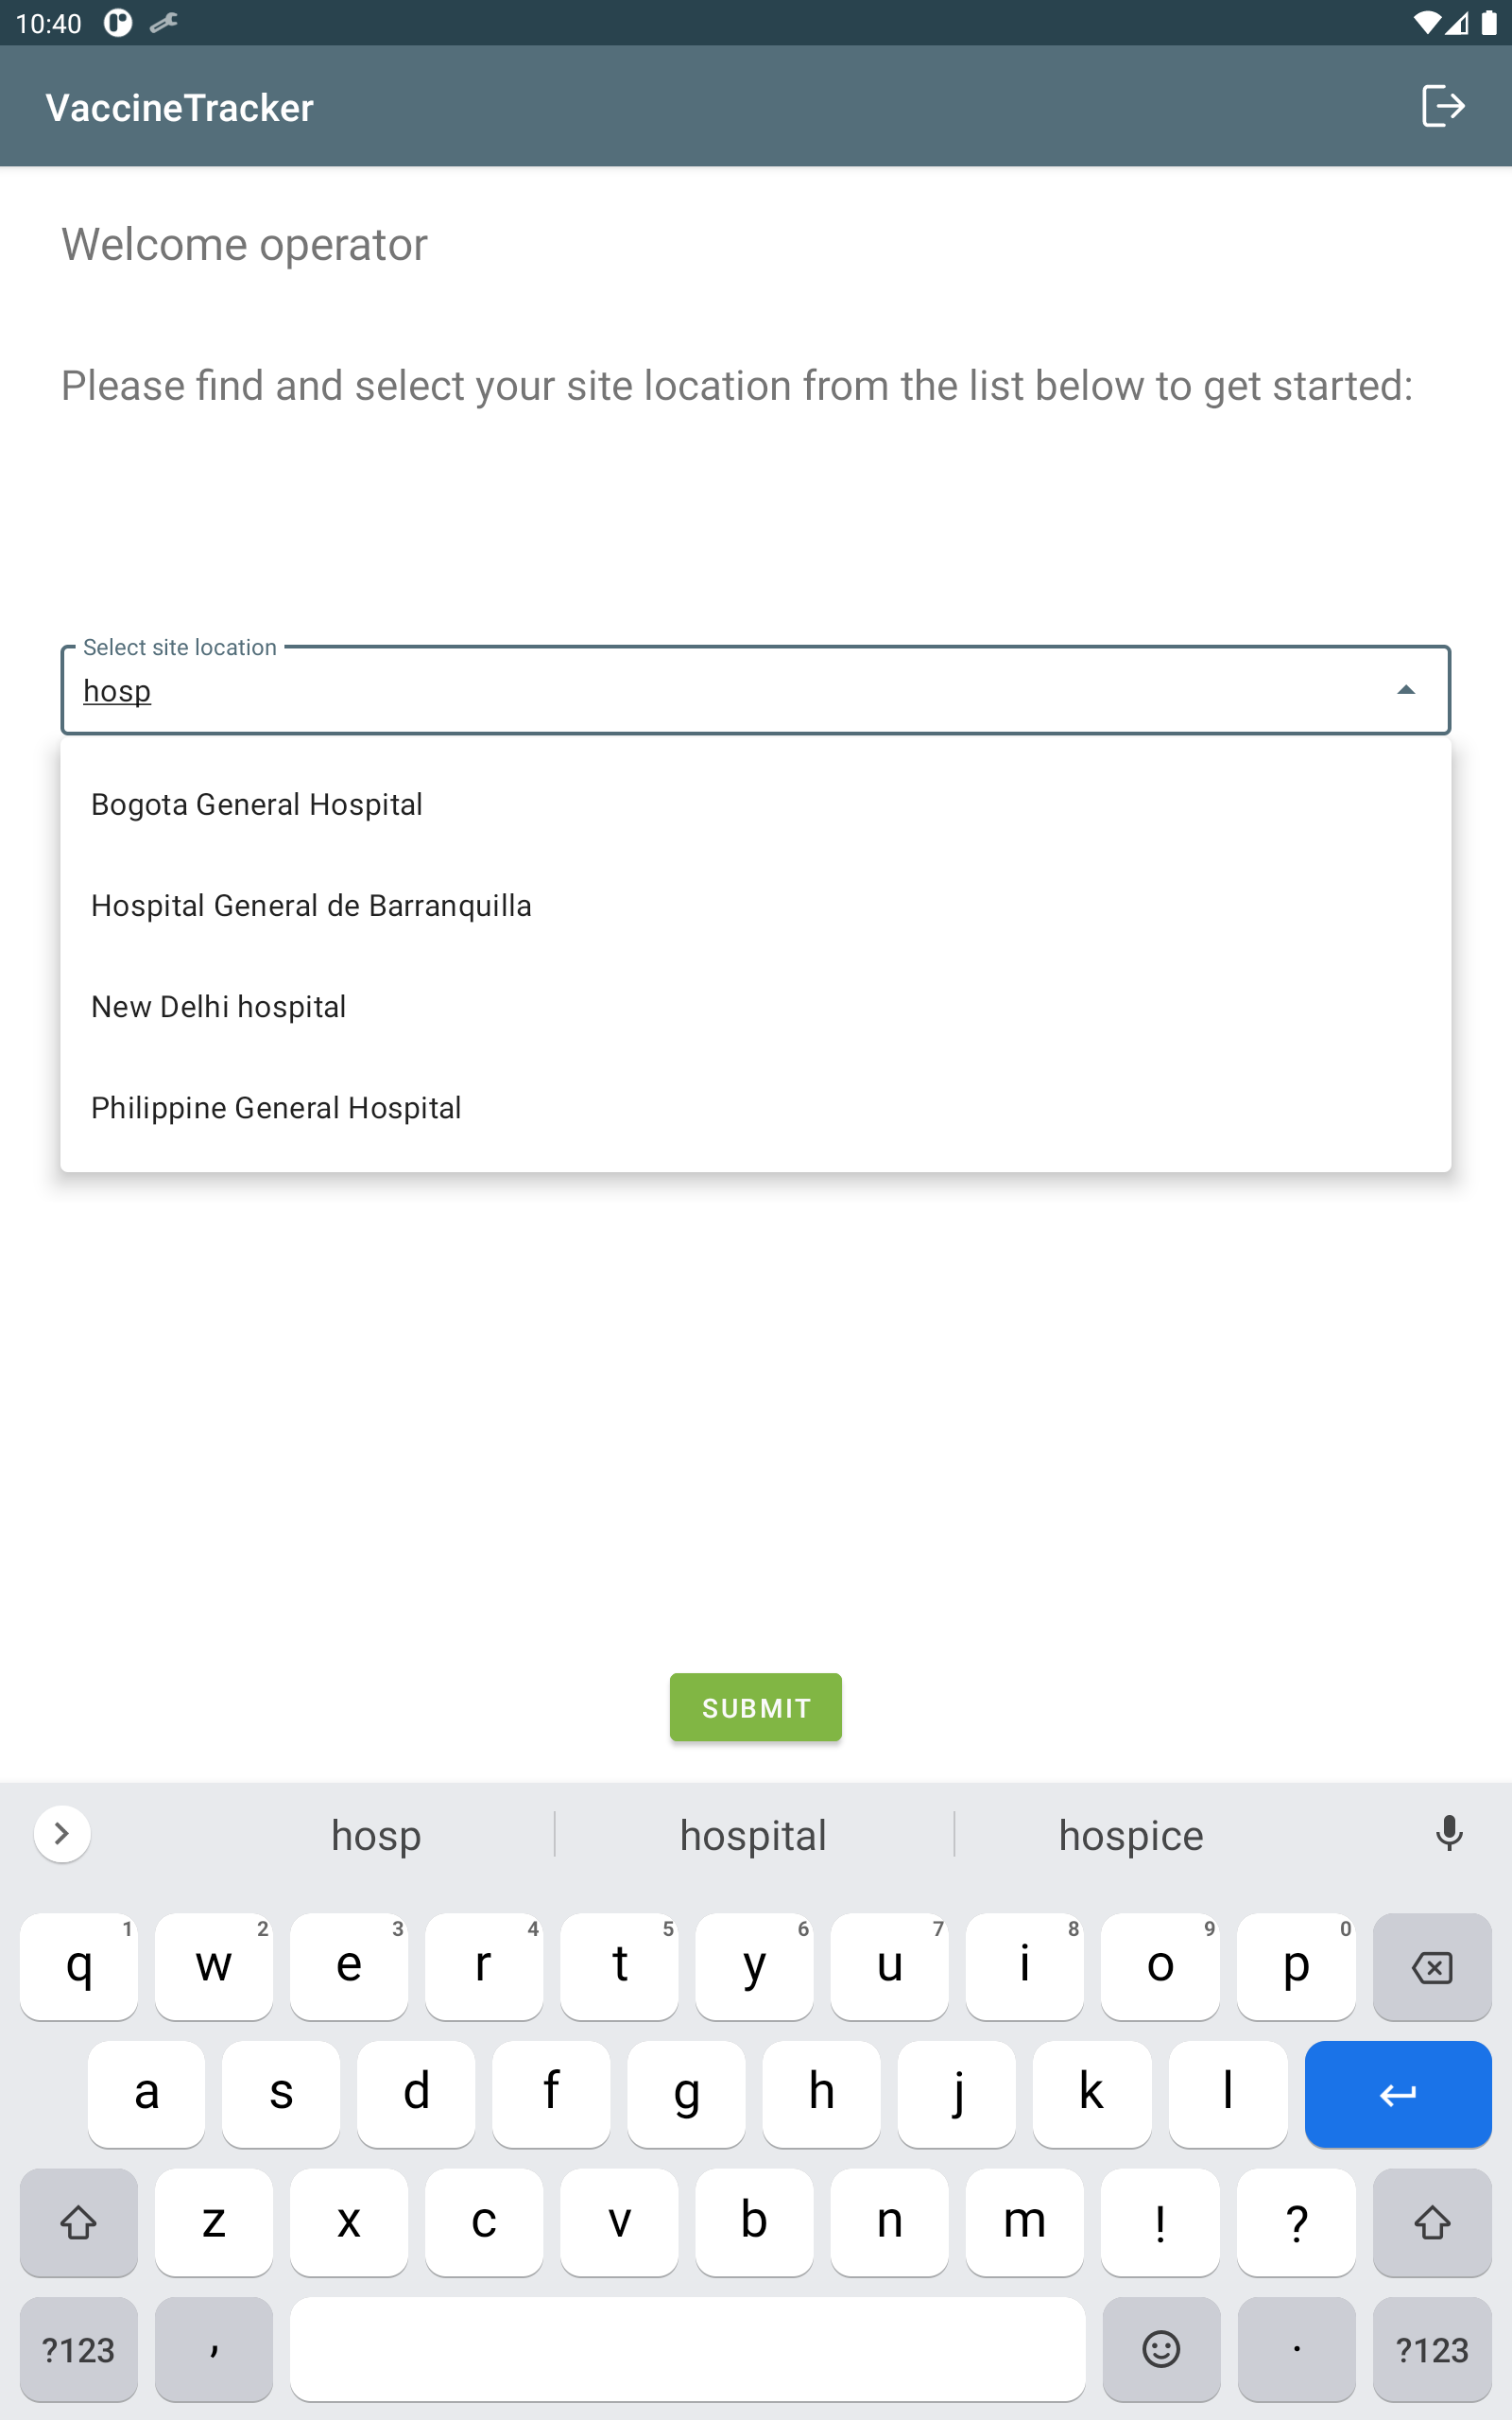 10:40
VaccineTracker
Welcome operator
Please find and select your site location from the list below to get started:
Select site location
hosp
Bogota General Hospital
Hospital General de Barranquilla
New Delhi hospital
Philippine General Hospital
SUBMIT
hosp hospital hospice
q 1 w 2 e 3 r 4 t 5 y 6 u 7 i 8 o 9 p 0
a s d f g h j k l
z x c v b n m ! ?
?123 , . ?123